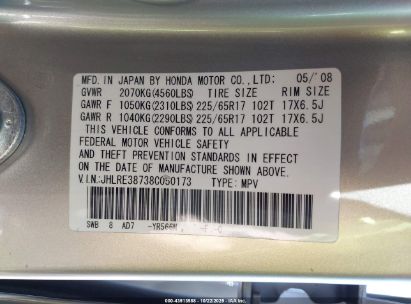 MFD. IN JAPAN BY HONDA MOTOR CO., LTD: 05/'08
GVWR 2070KG(4560LBS) TIRE SIZE RIM SIZE
GAWR F 1050KG(2310LBS) 225/65R17 102T 17X6.5J
GAWR R 1040KG(2290LBS) 225/65R17 102T 17X6.5J
THIS VEHICLE CONFORMS TO ALL APPLICABLE
FEDERAL MOTOR VEHICLE SAFETY
AND THEFT PREVENTION STANDARDS IN EFFECT
ON THE DATE OF MANUFACTURE SHOWN ABOVE.
V.I.N:JHLRE38738C050173 TYPE: MPV
SWB 8 AD7